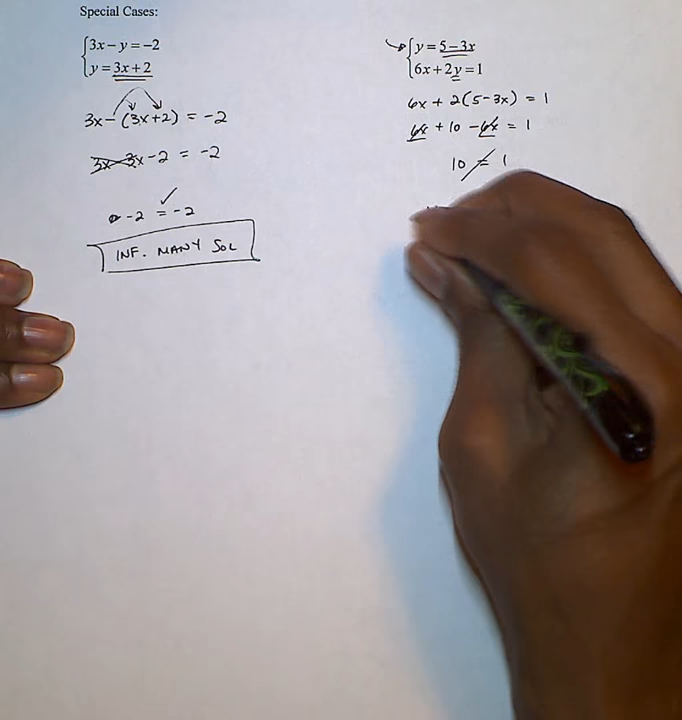 Special Cases:
3x − y = −2
y = 3x + 2
3x − (3x + 2) = −2
3x − 3x − 2 = −2
-2 = -2 ✓
INF. MANY SOL
y = 5 − 3x
6x + 2y = 1
6x + 2(5 − 3x) = 1
6x + 10 − 6x = 1
10 ≠ 1